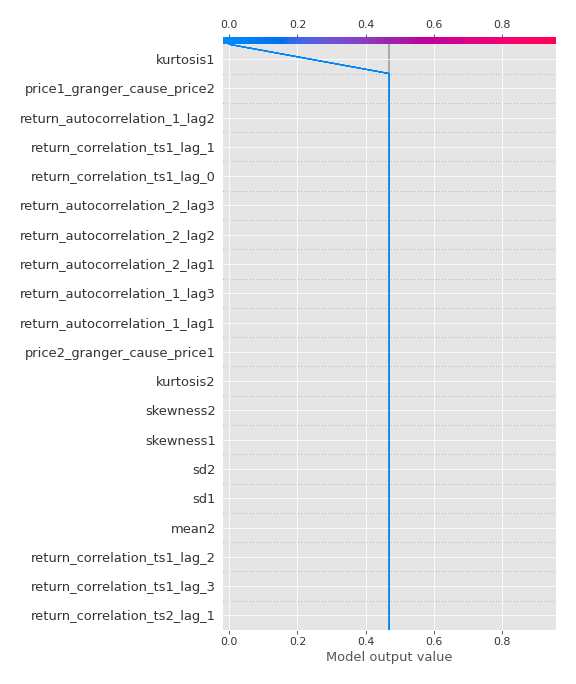 0.0 0.2 0.4 0.6 0.8
kurtosis1
price1_granger_cause_price2
return_autocorrelation_1_lag2
return_correlation_ts1_lag_1
return_correlation_ts1_lag_0
return_autocorrelation_2_lag3
return_autocorrelation_2_lag2
return_autocorrelation_2_lag1
return_autocorrelation_1_lag3
return_autocorrelation_1_lag1
price2_granger_cause_price1
kurtosis2
skewness2
skewness1
sd2
sd1
mean2
return_correlation_ts1_lag_2
return_correlation_ts1_lag_3
return_correlation_ts2_lag_1
0.0 0.2 0.4 0.6 0.8
Model output value